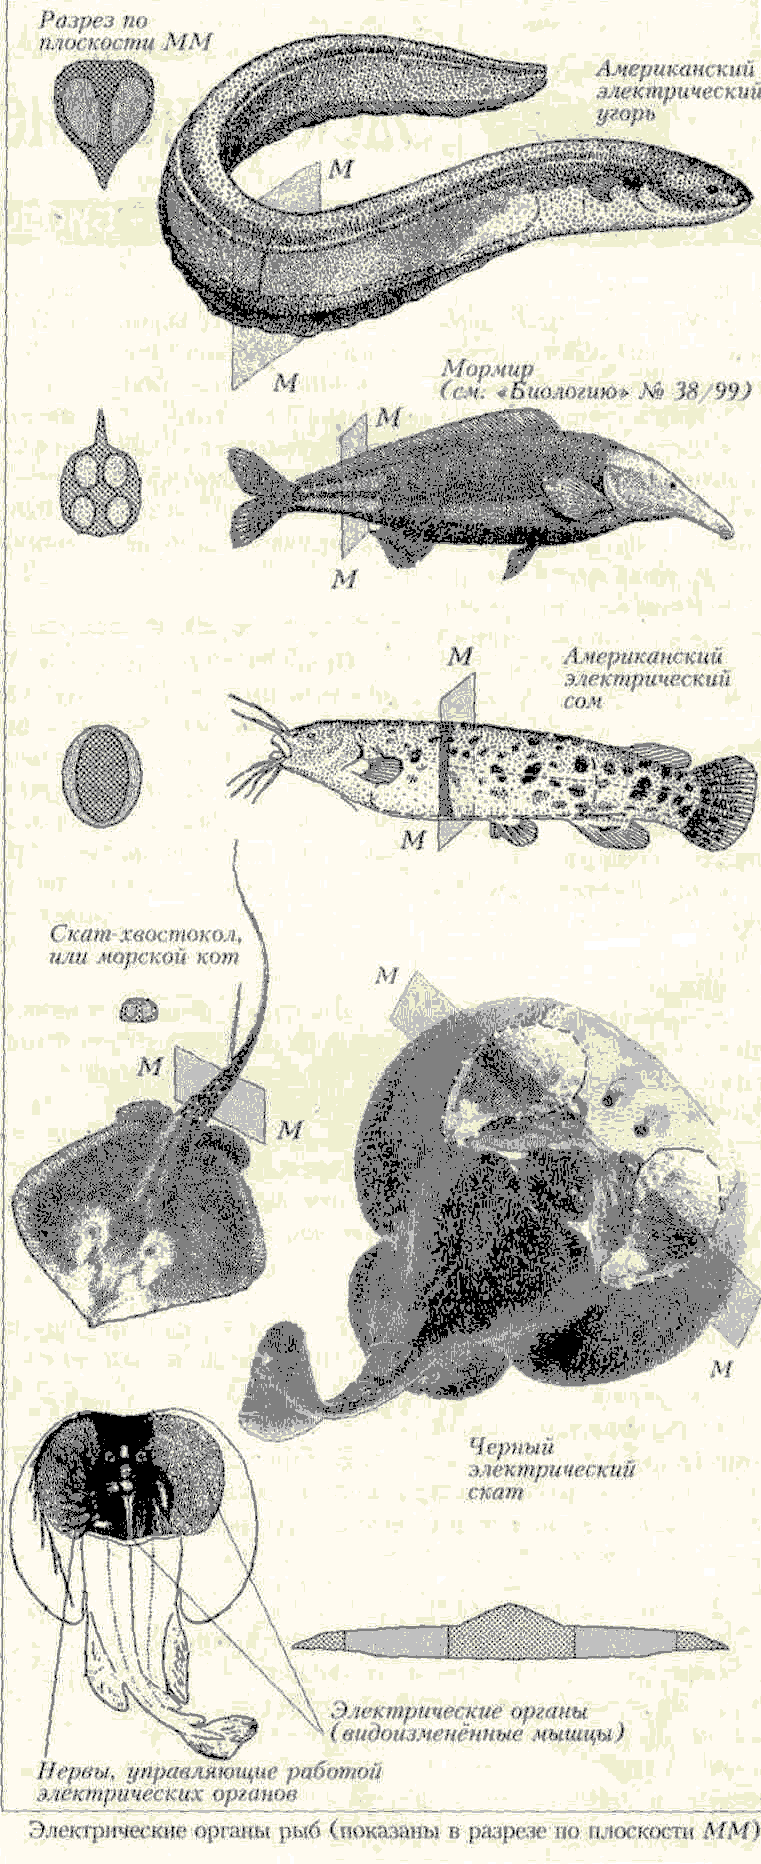 Разрез по
плоскости ММ
Американский
электрический
угорь
М
М
Мормир
(см. «Биологию» № 38/99)
М
М
М
Американский
электрический
сом
М
Скат-хвостокол,
или морской кот
М
М
М
М
Черный
электрический
скат
Электрические органы
(видоизменённые мышцы)
Нервы, управляющие работой
электрических органов
Электрические органы рыб (показаны в разрезе по плоскости ММ)